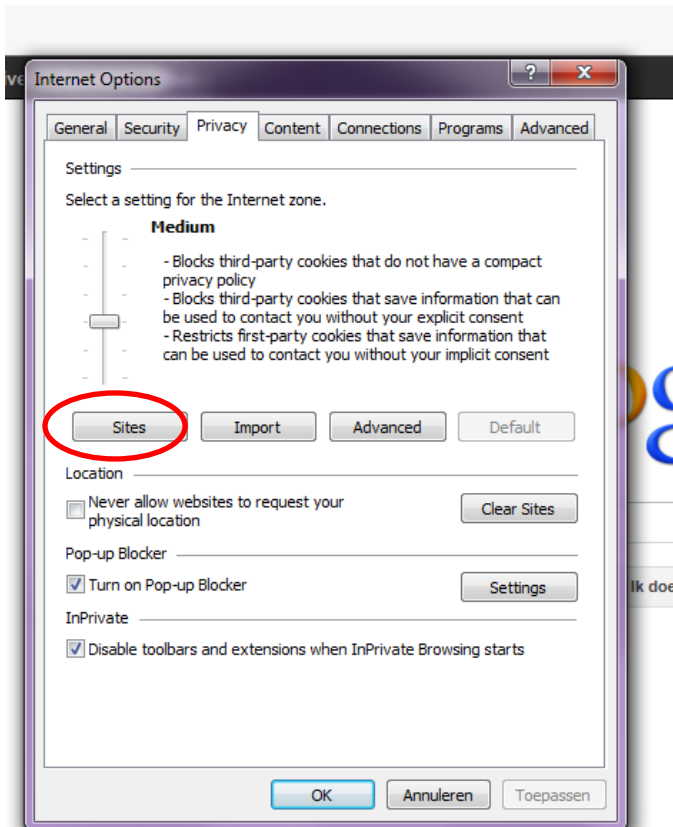 ive
Internet Options
?
X
General Security Privacy Content Connections Programs Advanced
Settings
Select a setting for the Internet zone.
Medium
- Blocks third-party cookies that do not have a compact
privacy policy
- Blocks third-party cookies that save information that can
be used to contact you without your explicit consent
- Restricts first-party cookies that save information that
can be used to contact you without your implicit consent
Sites Import Advanced Default
Location
Never allow websites to request your
physical location
Clear Sites
Pop-up Blocker
Turn on Pop-up Blocker
Settings
Ik doe
InPrivate
Disable toolbars and extensions when InPrivate Browsing starts
OK Annuleren Toepassen